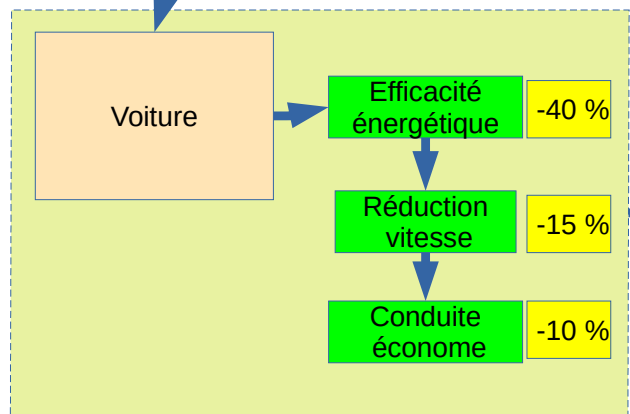 Voiture
Efficacité
énergétique
-40 %
Réduction
vitesse
-15 %
Conduite
économe
-10 %